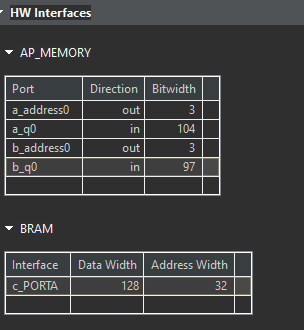 HW Interfaces
AP_MEMORY
Port Direction Bitwidth
a_address0 out 3
a_q0 in 104
b_address0 out 3
b_q0 in 97
BRAM
Interface Data Width Address Width
c_PORTA 128 32